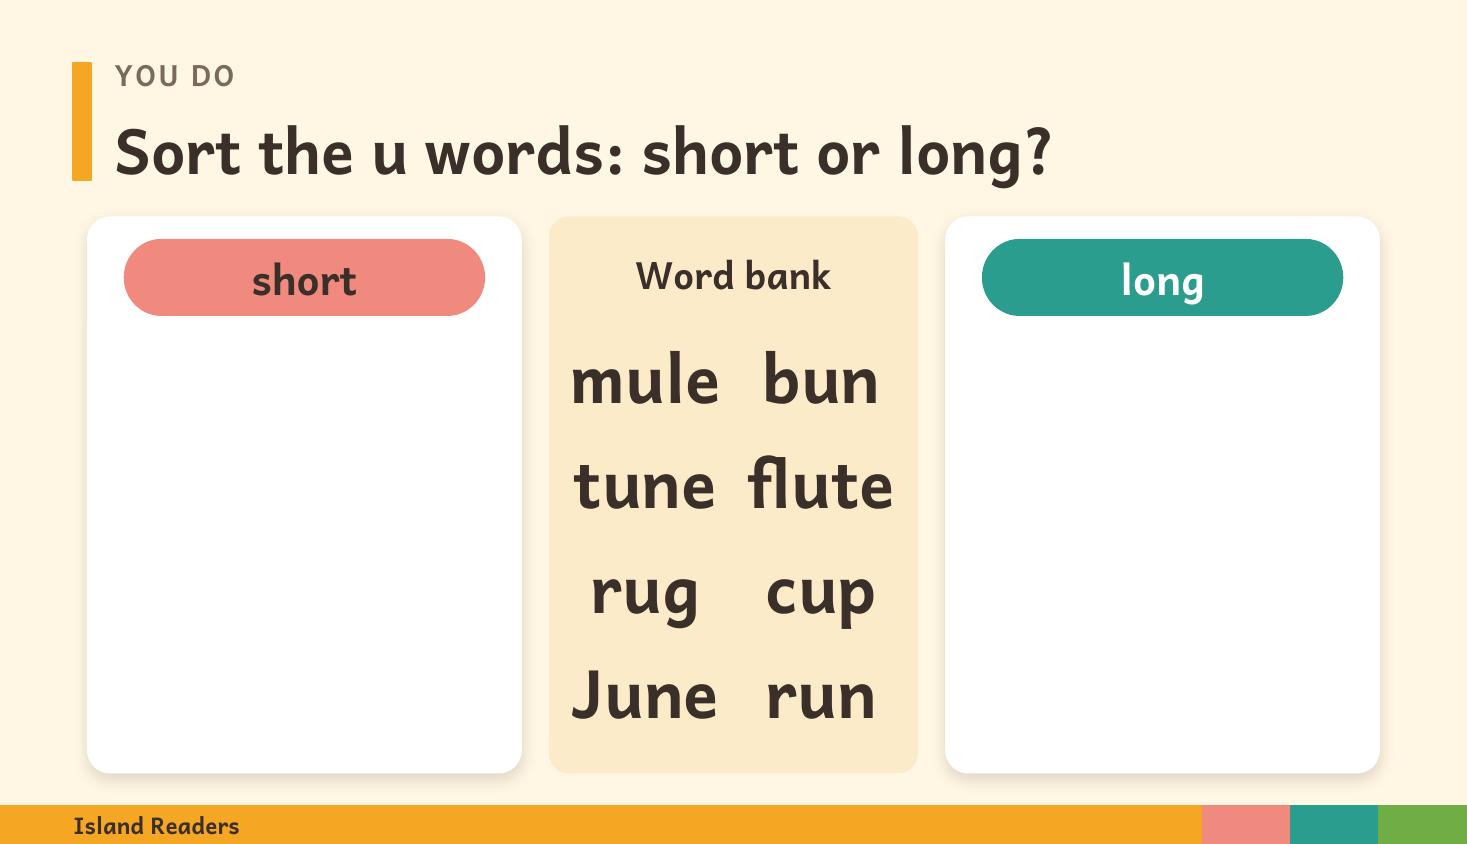 YOU DO
Sort the u words: short or long?
short
Word bank
mule bun
tune flute
rug cup
June run
long
Island Readers